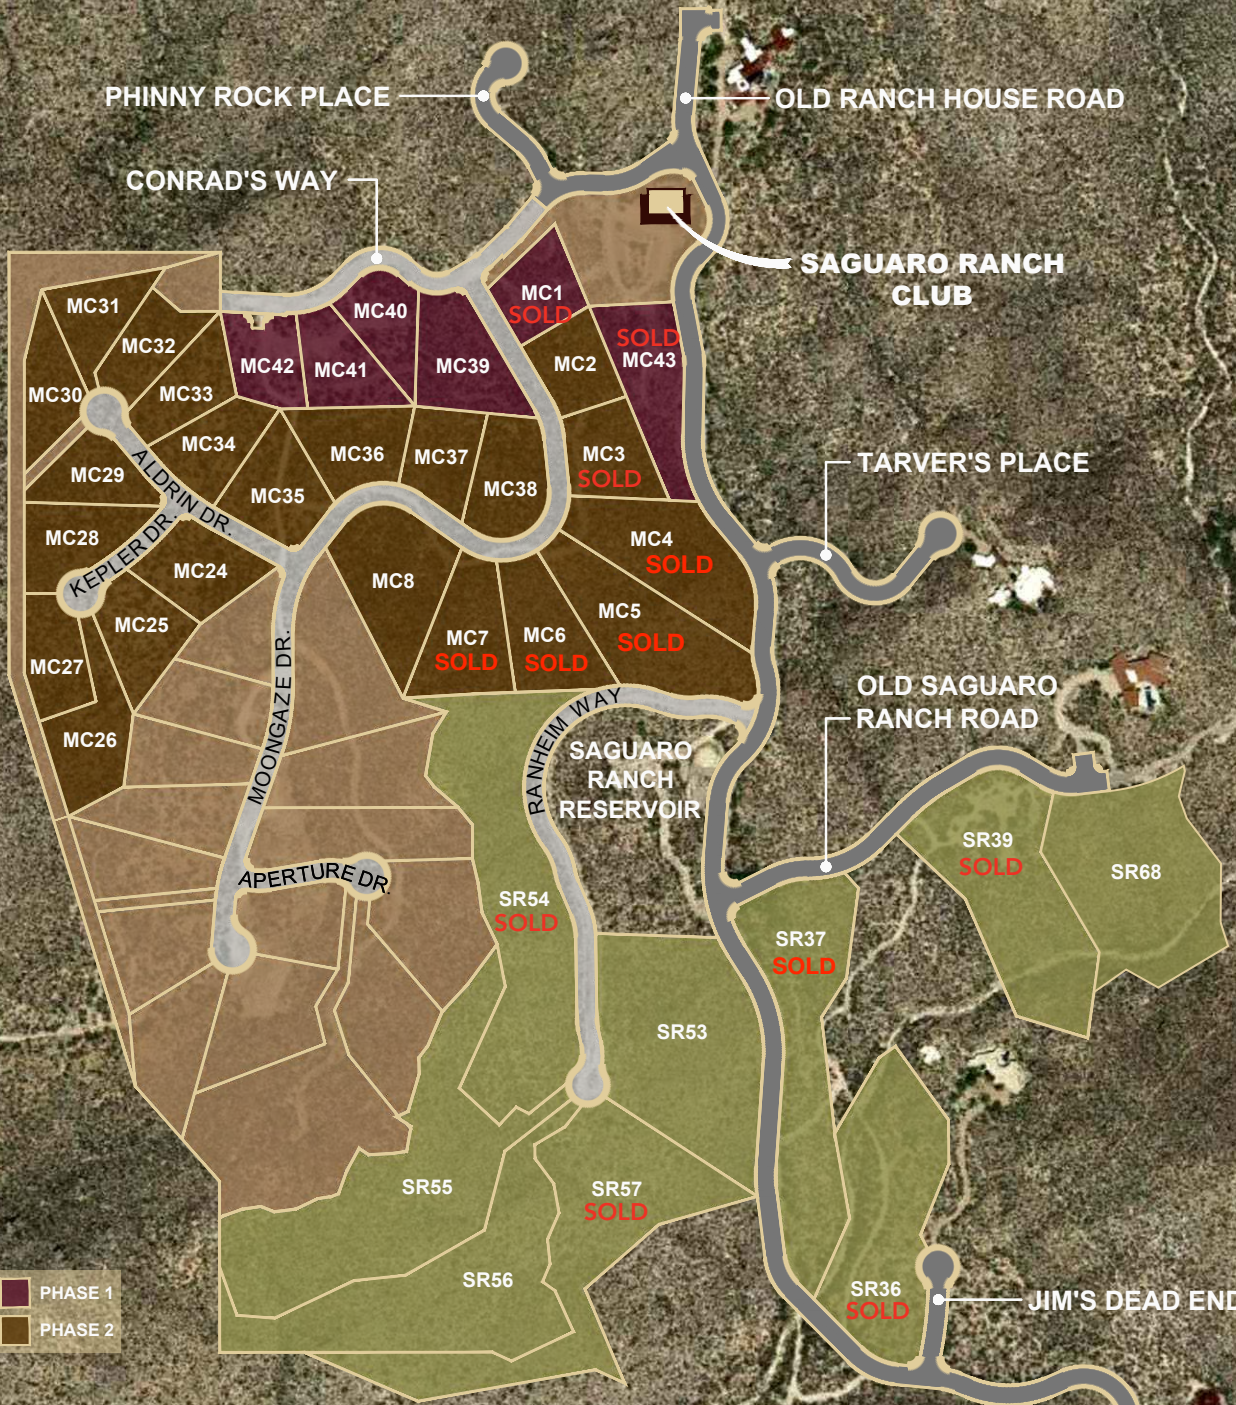 PHINNY ROCK PLACE
OLD RANCH HOUSE ROAD
CONRAD'S WAY
SAGUARO RANCH
CLUB
MC31
MC32
MC30
MC33
MC42
MC41
MC40
MC39
MC1
SOLD
MC2
SOLD
MC43
MC34
MC29
MC35
MC36
MC37
MC38
MC3
SOLD
TARVER'S PLACE
ALDRIN DR.
MC28
KEPLER DR.
MC24
MC25
MC27
MC26
MC8
MC7
SOLD
MC6
SOLD
MC5
SOLD
MC4
SOLD
MOONGAZE DR.
RANHEIM WAY
SAGUARO
RANCH
RESERVOIR
OLD SAGUARO
RANCH ROAD
APERTURE DR.
SR54
SOLD
SR39
SOLD
SR68
SR37
SOLD
SR53
SR55
SR57
SOLD
SR56
SR36
SOLD
JIM'S DEAD END
PHASE 1
PHASE 2